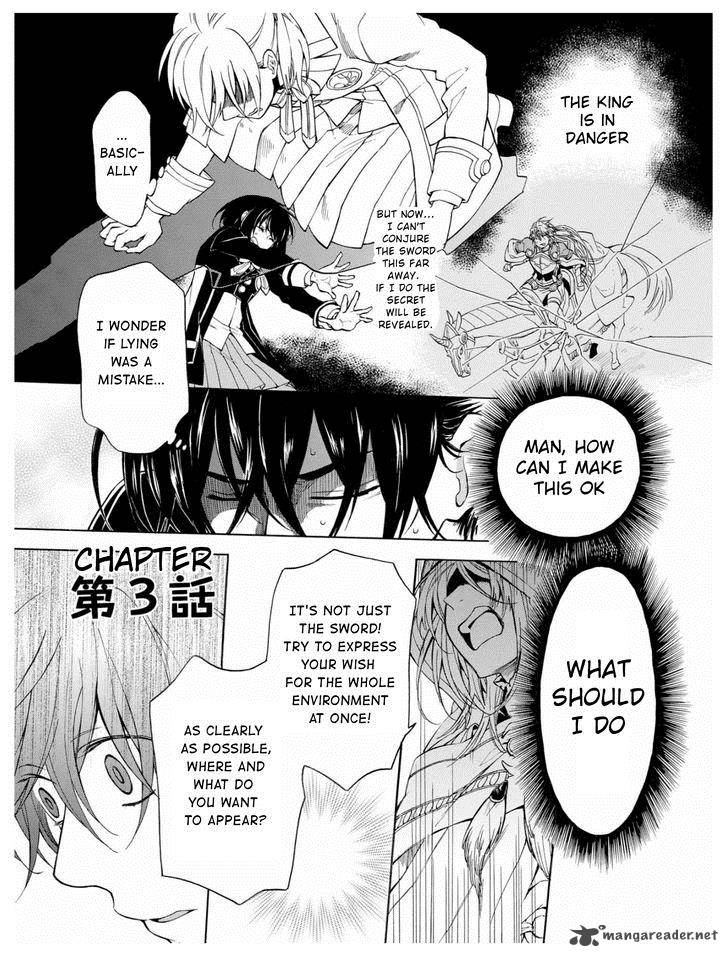 THE KING
IS IN
DANGER
...
BASIC-
ALLY
BUT NOW...
I CAN'T
CONJURE
THE SWORD
THIS FAR
AWAY.
IF I DO THE
SECRET
WILL BE
REVEALED.
I WONDER
IF LYING
WAS A
MISTAKE...
MAN, HOW
CAN I MAKE
THIS OK
CHAPTER
第3話
WHAT
SHOULD
I DO
IT'S NOT JUST
THE SWORD!
TRY TO EXPRESS
YOUR WISH
FOR THE WHOLE
ENVIRONMENT
AT ONCE!
AS CLEARLY
AS POSSIBLE,
WHERE AND
WHAT DO
YOU WANT
TO APPEAR?
mangareader.net